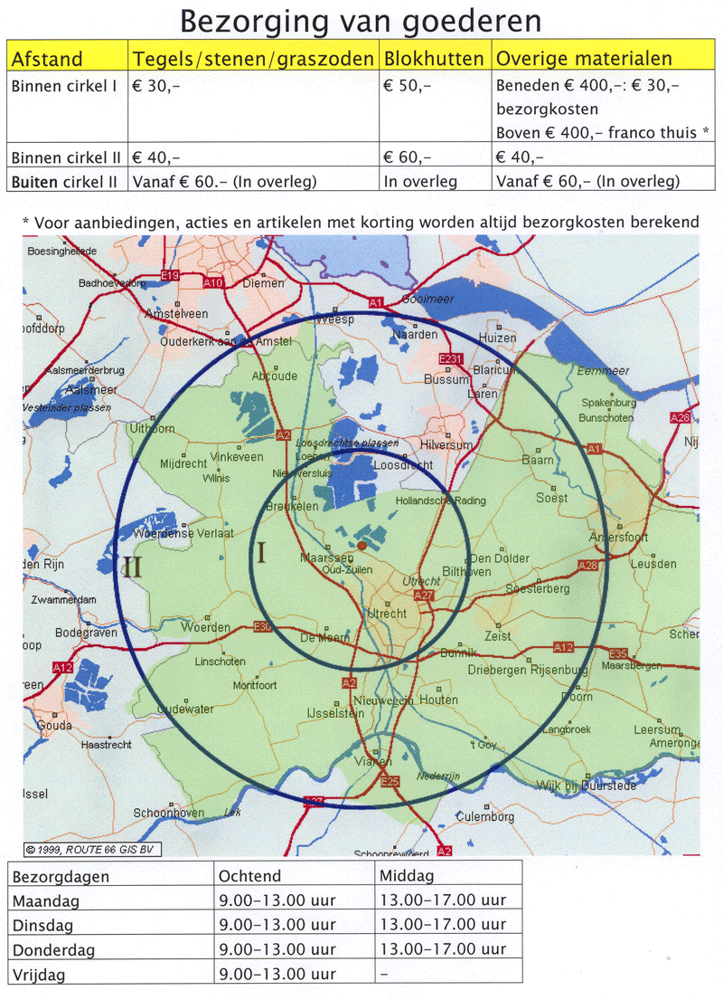 Bezorging van goederen
Afstand Tegels/stenen/graszoden Blokhutten Overige materialen
Binnen cirkel I € 30,- € 50,- Beneden € 400,-: € 30,-
bezorgkosten
Boven € 400,- franco thuis *
Binnen cirkel II € 40,- € 60,- € 40,-
Buiten cirkel II Vanaf € 60.- (In overleg) In overleg Vanaf € 60,- (In overleg)
* Voor aanbiedingen, acties en artikelen met korting worden altijd bezorgkosten berekend
Boesingheliede
Badhoevedorp E19 A10 Diemen
A1 Gooimeer
Amstelveen Weesp
oofddorp Naarden Huizen
Ouderkerk aan de Amstel
E231
Aalsmeerderbrug Abcoude Bussum Blaricum Eemmeer
Aalsmeer Laren
Westeinder plassen Spakenburg
Bunschoten
A28
Uithoorn A2 Loosdrechtse plassen Hilversum Nij
A1
Mijdrecht Vinkeveen Loenen Loosdrecht Baarn
Wilnis Nieuwersluis
Breukelen Hollandsche Rading Soest
Woerdense Verlaat Amersfoort
I
II
den Rijn Maarssen Den Dolder Leusden
Oud-Zuilen Bilthoven A28
Utrecht Soesterberg
A27
Zwammerdam
Utrecht
Bodegraven Woerden E30 De Meern Zeist Scher
oop Bunnik A12 E35
A12 Linschoten Driebergen Rijsenburg Maarsbergen
een Montfoort A2
Oudewater Nieuwegein Houten Doorn
Gouda IJsselstein
Haastrecht 't Goy Langbroek Leersum
Ameronge
Vianen
Nederrijn
E25 Wijk bij Duurstede
IJssel
A27
Schoonhoven Lek Culemborg
Schoonrewoerd A2
© 1999, ROUTE 66 GIS BV
Bezorgdagen Ochtend Middag
Maandag 9.00-13.00 uur 13.00-17.00 uur
Dinsdag 9.00-13.00 uur 13.00-17.00 uur
Donderdag 9.00-13.00 uur 13.00-17.00 uur
Vrijdag 9.00-13.00 uur -